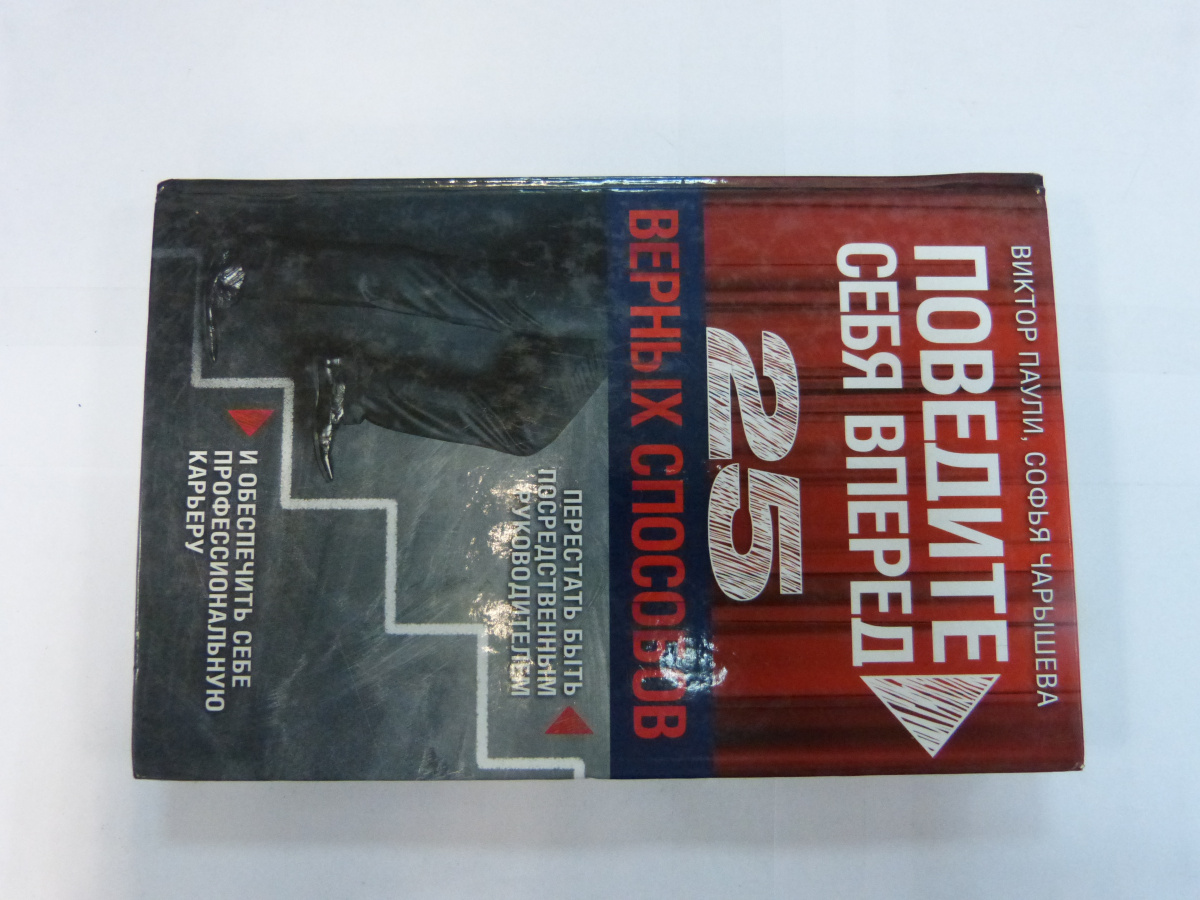 ВИКТОР ПАУЛИ, СОФЬЯ ЧАРЫШЕВА
ПОВЕДИТЕ
СЕБЯ ВПЕРЕД
25
ВЕРНЫХ СПОСОБОВ
ПЕРЕСТАТЬ БЫТЬ
ПОСРЕДСТВЕННЫМ
РУКОВОДИТЕЛЕМ
И ОБЕСПЕЧИТЬ СЕБЕ
ПРОФЕССИОНАЛЬНУЮ
КАРЬЕРУ